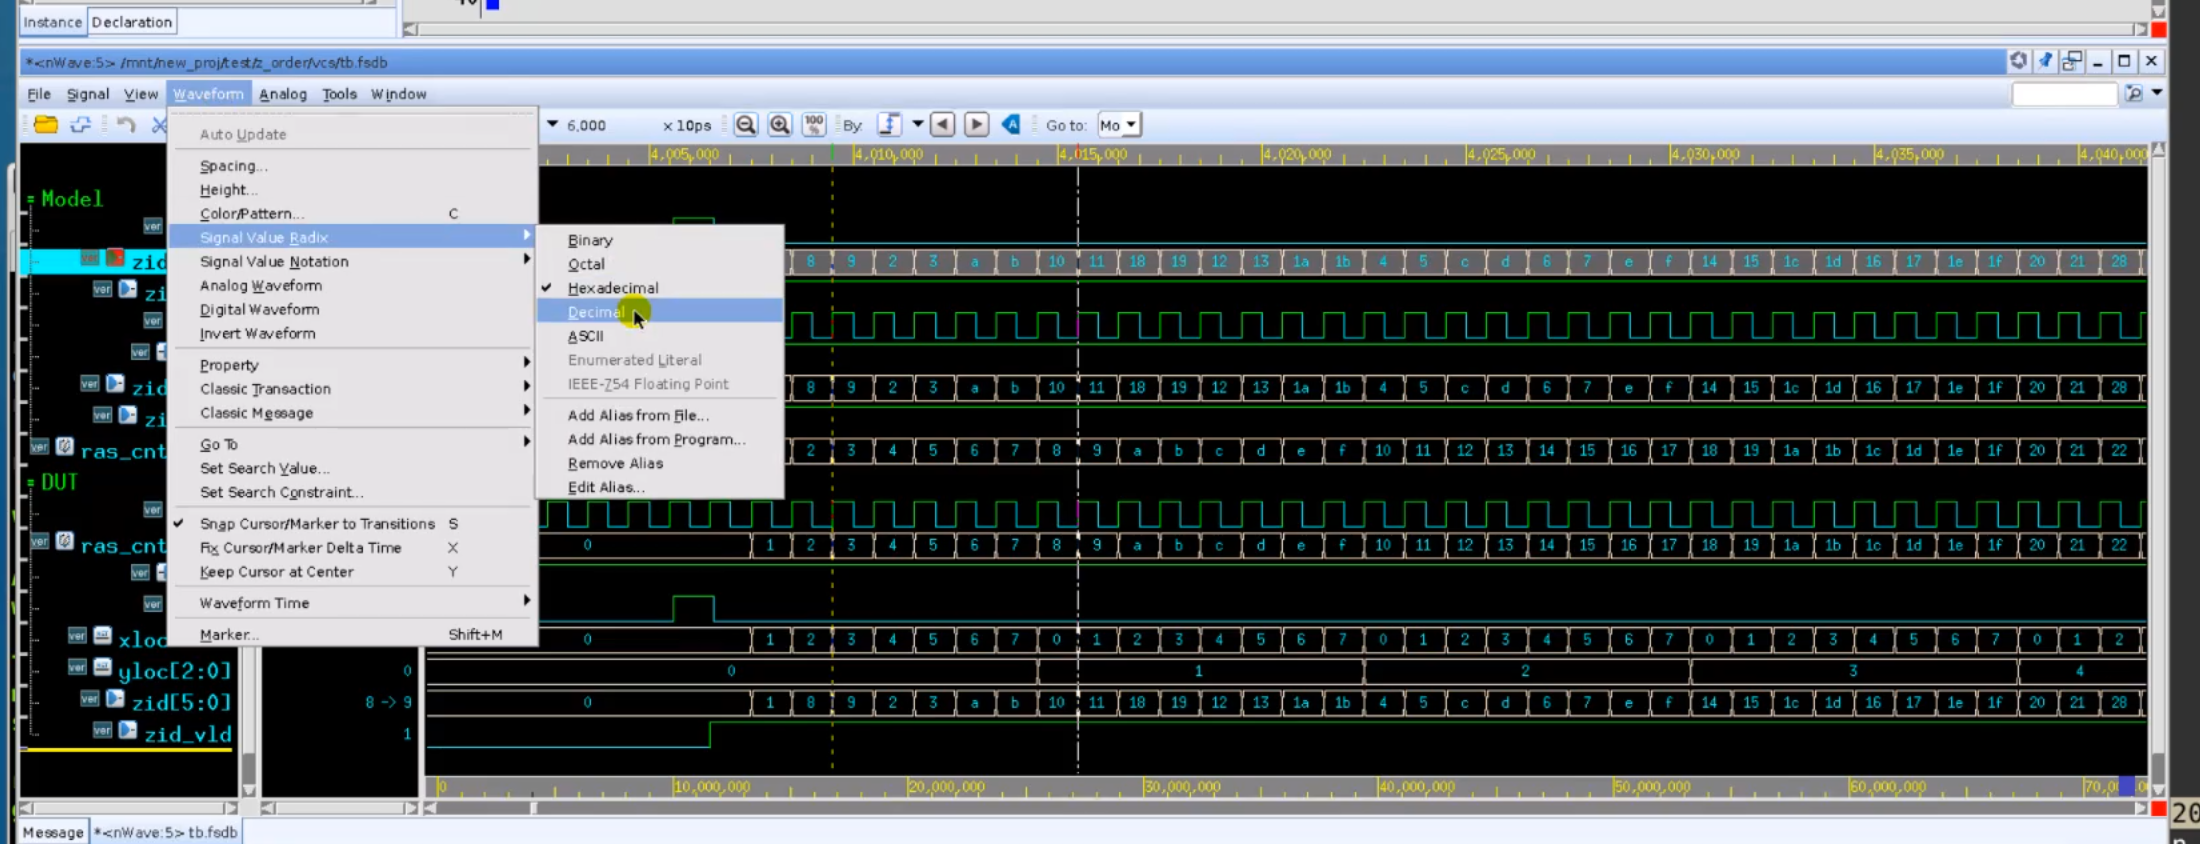 Instance Declaration
*<nWave:5> /mnt/new_proj/test/z_order/vcs/tb.fsdb
File Signal View Waveform Analog Tools Window
6,000 x 10ps 100 % By: Go to: Mo
Auto Update
Spacing...
Height...
Color/Pattern... C
Signal Value Radix
Signal Value Notation
Analog Waveform
Digital Waveform
Invert Waveform
Property
Classic Transaction
Classic Message
Go To
Set Search Value...
Set Search Constraint...
Snap Cursor/Marker to Transitions S
Fix Cursor/Marker Delta Time X
Keep Cursor at Center Y
Waveform Time
Marker... Shift+M
Binary
Octal
Hexadecimal
Decimal
ASCII
Enumerated Literal
IEEE-754 Floating Point
Add Alias from File...
Add Alias from Program...
Remove Alias
Edit Alias...
4,005,000 4,010,000 4,015,000 4,020,000 4,025,000 4,030,000 4,035,000 4,040,000
= Model
ver
ver zid 8 9 2 3 a b 10 11 18 19 12 13 1a 1b 4 5 c d 6 7 e f 14 15 1c 1d 16 17 1e 1f 20 21 28
ver zi
ver
ver
ver zid 8 9 2 3 a b 10 11 18 19 12 13 1a 1b 4 5 c d 6 7 e f 14 15 1c 1d 16 17 1e 1f 20 21 28
ver zi
ver ras_cnt 2 3 4 5 6 7 8 9 a b c d e f 10 11 12 13 14 15 16 17 18 19 1a 1b 1c 1d 1e 1f 20 21 22
= DUT
ver
ver ras_cnt 0 1 2 3 4 5 6 7 8 9 a b c d e f 10 11 12 13 14 15 16 17 18 19 1a 1b 1c 1d 1e 1f 20 21 22
ver
ver
ver xloc 0 1 2 3 4 5 6 7 0 1 2 3 4 5 6 7 0 1 2 3 4 5 6 7 0 1 2 3 4 5 6 7 0 1 2
ver yloc[2:0] 0 0 1 2 3 4
ver zid[5:0] 8 -> 9 0 1 8 9 2 3 a b 10 11 18 19 12 13 1a 1b 4 5 c d 6 7 e f 14 15 1c 1d 16 17 1e 1f 20 21 28
ver zid_vld 1
0 10,000,000 20,000,000 30,000,000 40,000,000 50,000,000 60,000,000
Message *<nWave:5> tb.fsdb
20